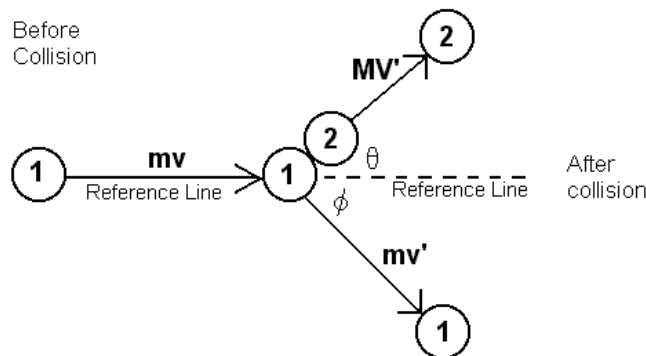 Before
Collision
2
MV'
2
mv
θ
1
1
After
collision
Reference Line
Reference Line
ϕ
mv'
1